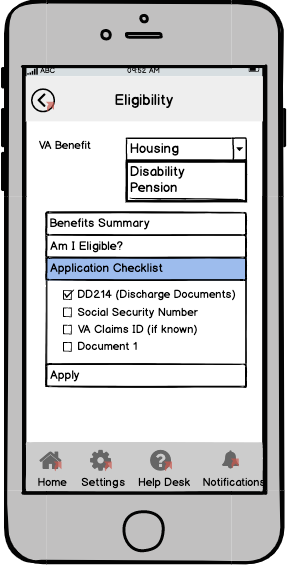 ABC 09:52 AM
Eligibility
VA Benefit Housing
Disability
Pension
Benefits Summary
Am I Eligible?
Application Checklist
DD214 (Discharge Documents)
Social Security Number
VA Claims ID (if known)
Document 1
Apply
Home Settings Help Desk Notifications